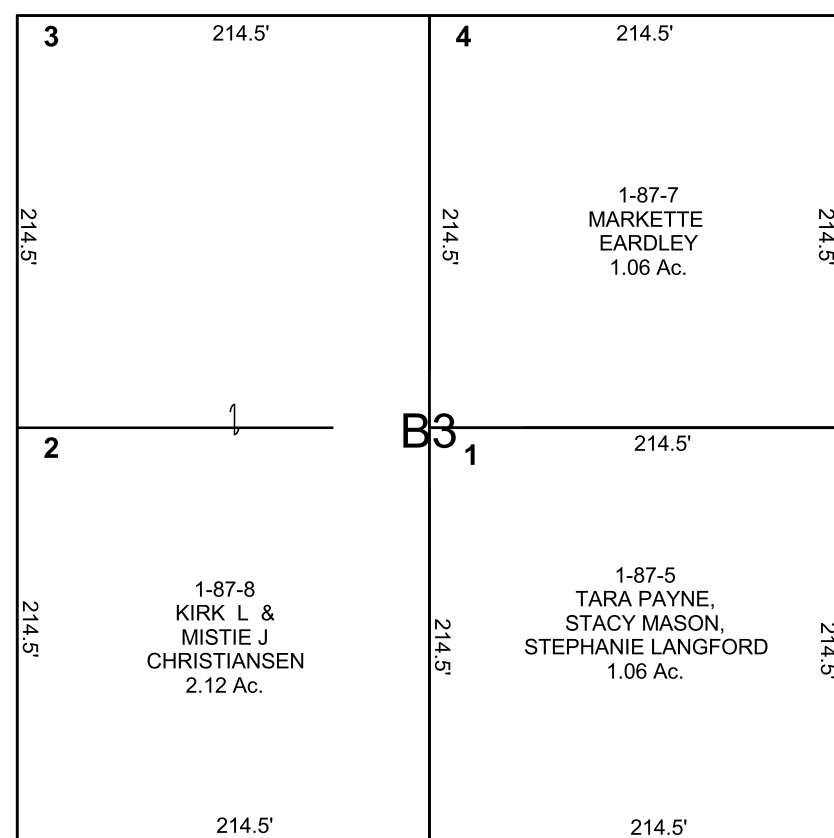 3
214.5'
4
214.5'
214.5'
214.5'
1-87-7
MARKETTE
EARDLEY
1.06 Ac.
214.5'
B3
2
1
214.5'
214.5'
1-87-8
KIRK L &
MISTIE J
CHRISTIANSEN
2.12 Ac.
214.5'
1-87-5
TARA PAYNE,
STACY MASON,
STEPHANIE LANGFORD
1.06 Ac.
214.5'
214.5'
214.5'